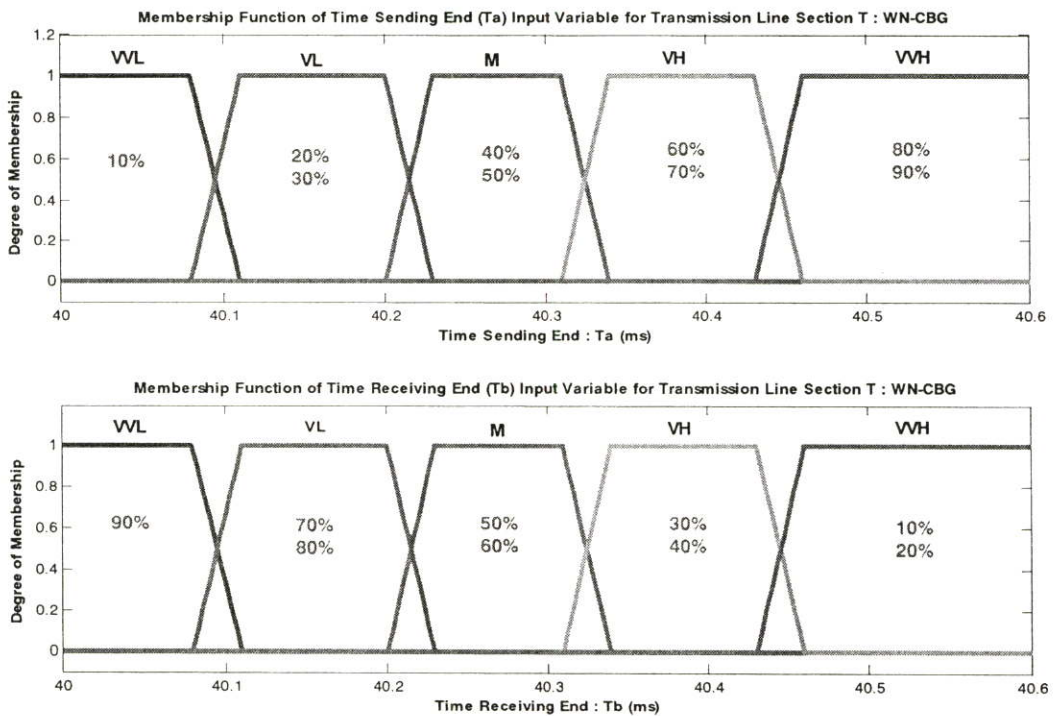 Membership Function of Time Sending End (Ta) Input Variable for Transmission Line Section T : WN-CBG
1.2
VVL VL M VH VVH
1
0.8
10% 20% 40% 60% 80%
30% 50% 70% 90%
0.6
0.4
0.2
0
Degree of Membership
40 40.1 40.2 40.3 40.4 40.5 40.6
Time Sending End : Ta (ms)
Membership Function of Time Receiving End (Tb) Input Variable for Transmission Line Section T : WN-CBG
VVL VL M VH VVH
1
0.8
90% 70% 50% 30% 10%
80% 60% 40% 20%
0.6
0.4
0.2
0
Degree of Membership
40 40.1 40.2 40.3 40.4 40.5 40.6
Time Receiving End : Tb (ms)